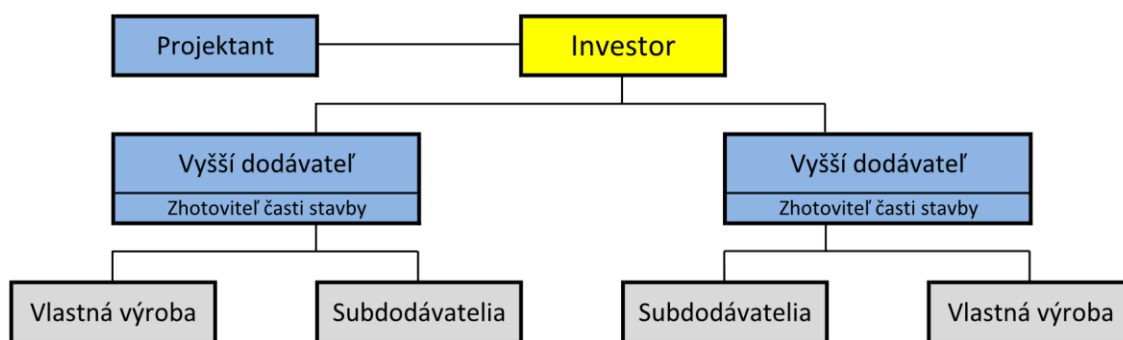 Projektant
Investor
Vyšší dodávateľ
Zhotoviteľ časti stavby
Vyšší dodávateľ
Zhotoviteľ časti stavby
Vlastná výroba
Subdodávatelia
Subdodávatelia
Vlastná výroba